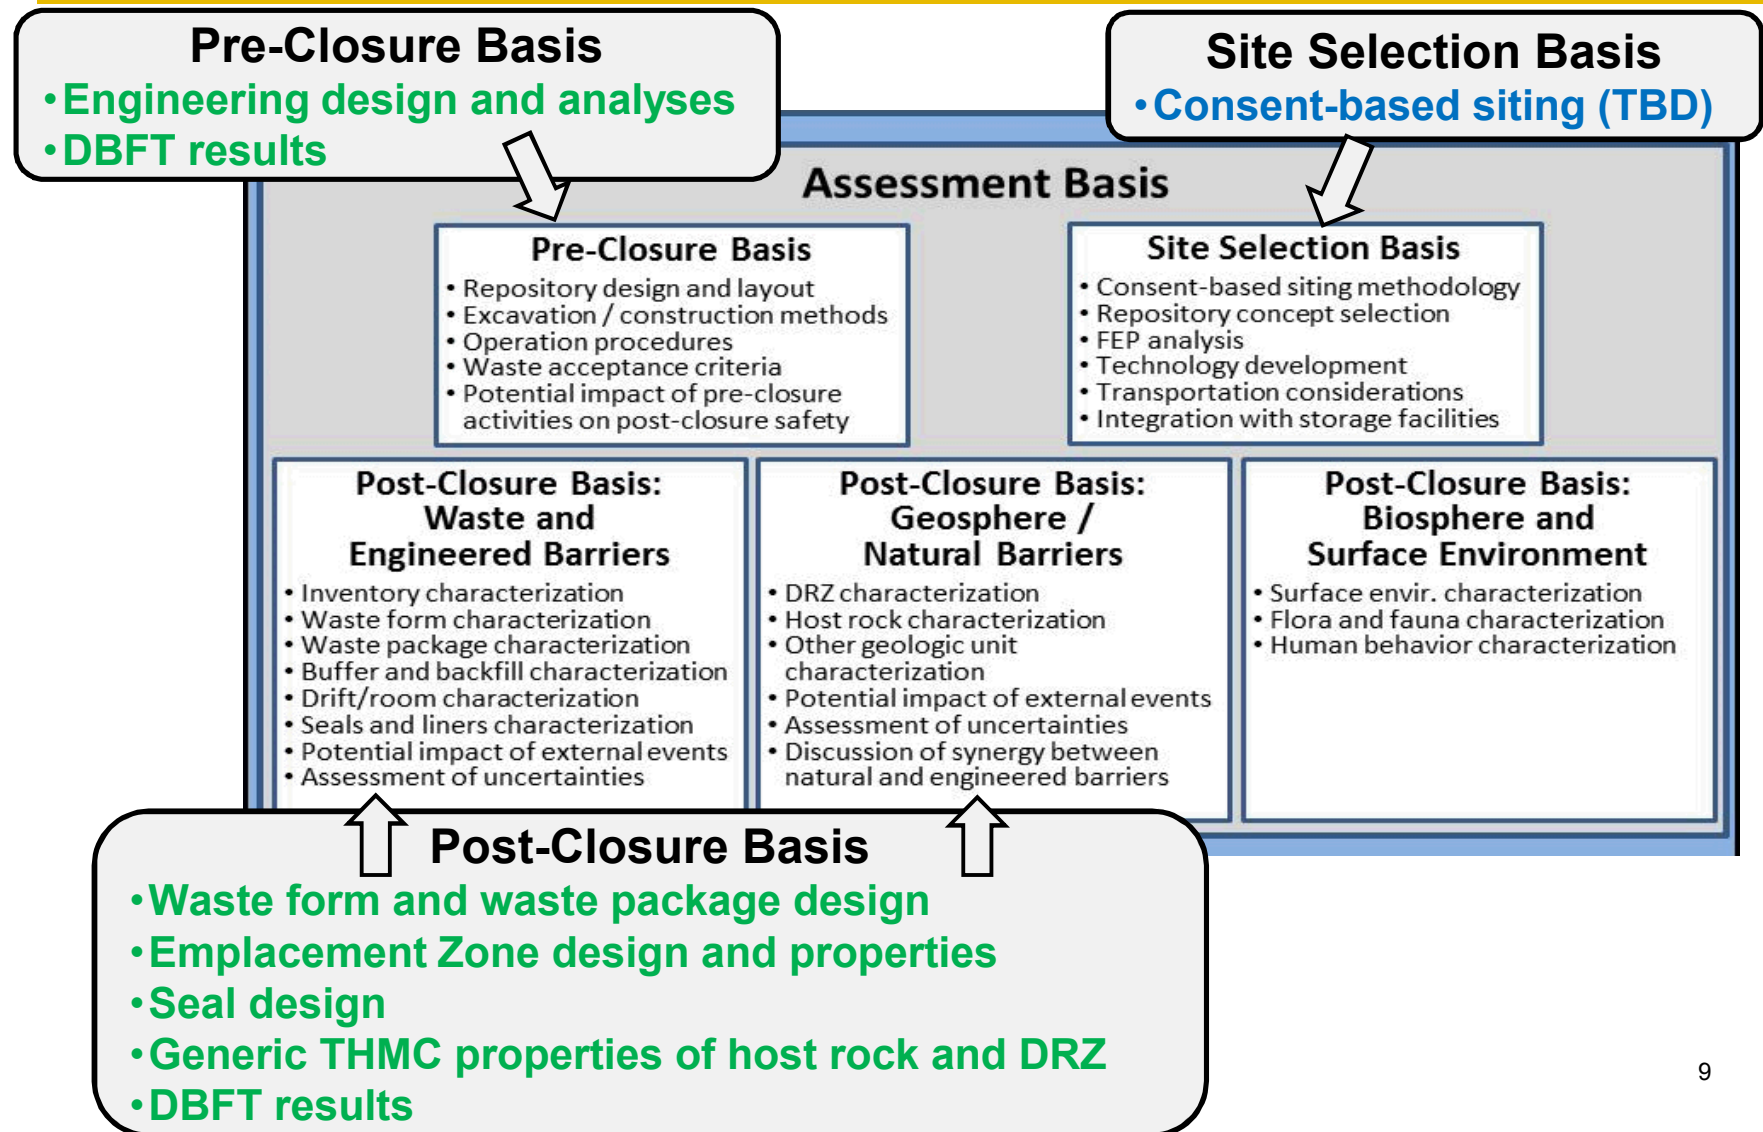 Pre-Closure Basis
•Engineering design and analyses
•DBFT results
Site Selection Basis
•Consent-based siting (TBD)
Assessment Basis
Pre-Closure Basis
• Repository design and layout
• Excavation / construction methods
• Operation procedures
• Waste acceptance criteria
• Potential impact of pre-closure
activities on post-closure safety
Site Selection Basis
• Consent-based siting methodology
• Repository concept selection
• FEP analysis
• Technology development
• Transportation considerations
• Integration with storage facilities
Post-Closure Basis:
Waste and
Engineered Barriers
• Inventory characterization
• Waste form characterization
• Waste package characterization
• Buffer and backfill characterization
• Drift/room characterization
• Seals and liners characterization
• Potential impact of external events
• Assessment of uncertainties
Post-Closure Basis:
Geosphere /
Natural Barriers
• DRZ characterization
• Host rock characterization
• Other geologic unit
characterization
• Potential impact of external events
• Assessment of uncertainties
• Discussion of synergy between
natural and engineered barriers
Post-Closure Basis:
Biosphere and
Surface Environment
• Surface envir. characterization
• Flora and fauna characterization
• Human behavior characterization
Post-Closure Basis
•Waste form and waste package design
•Emplacement Zone design and properties
•Seal design
•Generic THMC properties of host rock and DRZ
•DBFT results
9